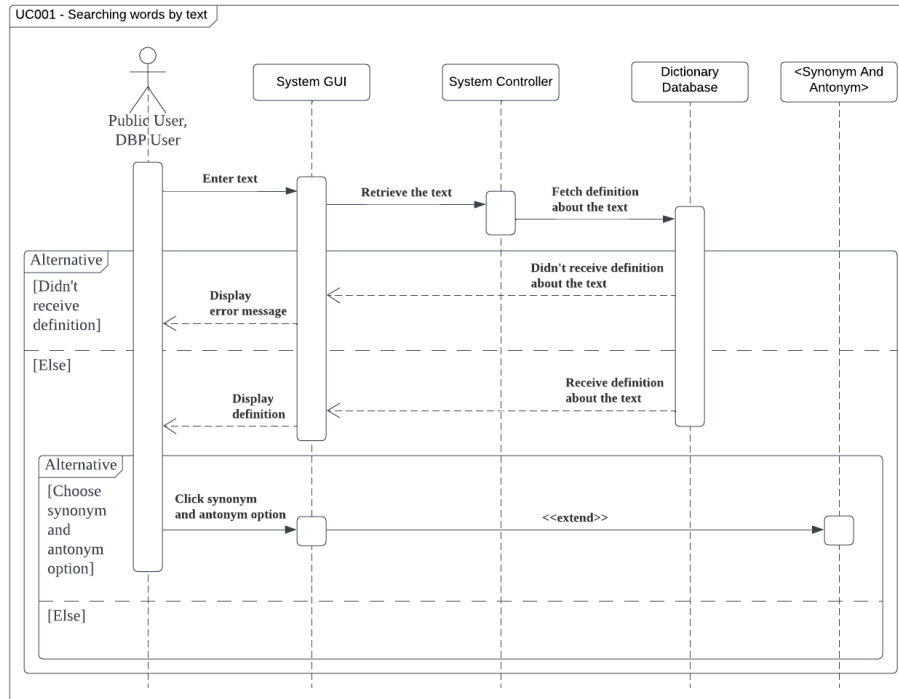 UC001 - Searching words by text
System GUI
System Controller
Dictionary
Database
<Synonym And
Antonym>
Public User,
DBP User
Enter text
Retrieve the text
Fetch definition
about the text
Alternative
[Didn't
receive
definition]
Didn't receive definition
about the text
Display
error message
[Else]
Receive definition
about the text
Display
definition
Alternative
[Choose
synonym
and
antonym
option]
Click synonym
and antonym option
<<extend>>
[Else]